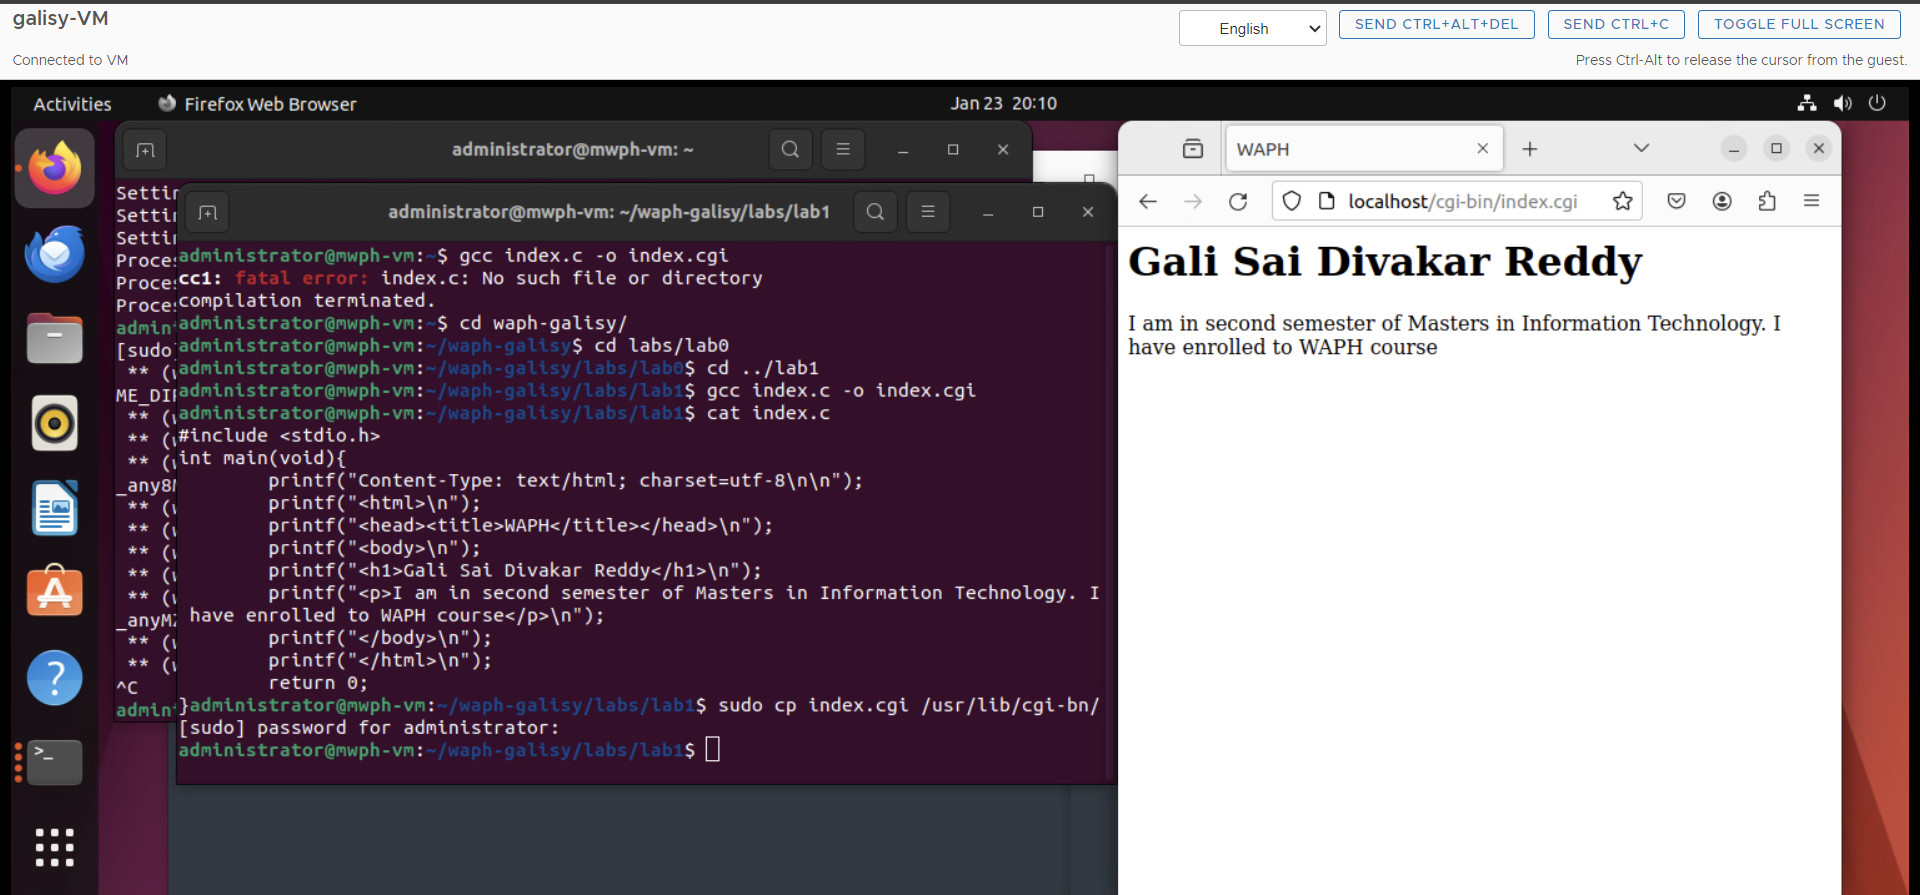 galisy-VM
English
SEND CTRL+ALT+DEL
SEND CTRL+C
TOGGLE FULL SCREEN
Connected to VM
Press Ctrl-Alt to release the cursor from the guest.
Activities
Firefox Web Browser
Jan 23 20:10
administrator@mwph-vm: ~
Settin
Settin
Settin
Proces
Proces
Proces
admin
[sudo]
** (w
ME_DIR
** (w
** (w
** (w
_any8M
** (w
** (w
** (w
** (w
** (w
_anyMZ
** (w
** (w
^C
admin
administrator@mwph-vm: ~/waph-galisy/labs/lab1
administrator@mwph-vm:~$ gcc index.c -o index.cgi
cc1: fatal error: index.c: No such file or directory
compilation terminated.
administrator@mwph-vm:~$ cd waph-galisy/
administrator@mwph-vm:~/waph-galisy$ cd labs/lab0
administrator@mwph-vm:~/waph-galisy/labs/lab0$ cd ../lab1
administrator@mwph-vm:~/waph-galisy/labs/lab1$ gcc index.c -o index.cgi
administrator@mwph-vm:~/waph-galisy/labs/lab1$ cat index.c
#include <stdio.h>
int main(void){
        printf("Content-Type: text/html; charset=utf-8\n\n");
        printf("<html>\n");
        printf("<head><title>WAPH</title></head>\n");
        printf("<body>\n");
        printf("<h1>Gali Sai Divakar Reddy</h1>\n");
        printf("<p>I am in second semester of Masters in Information Technology. I
 have enrolled to WAPH course</p>\n");
        printf("</body>\n");
        printf("</html>\n");
        return 0;
}administrator@mwph-vm:~/waph-galisy/labs/lab1$ sudo cp index.cgi /usr/lib/cgi-bn/
[sudo] password for administrator:
administrator@mwph-vm:~/waph-galisy/labs/lab1$
WAPH
localhost/cgi-bin/index.cgi
Gali Sai Divakar Reddy
I am in second semester of Masters in Information Technology. I
have enrolled to WAPH course